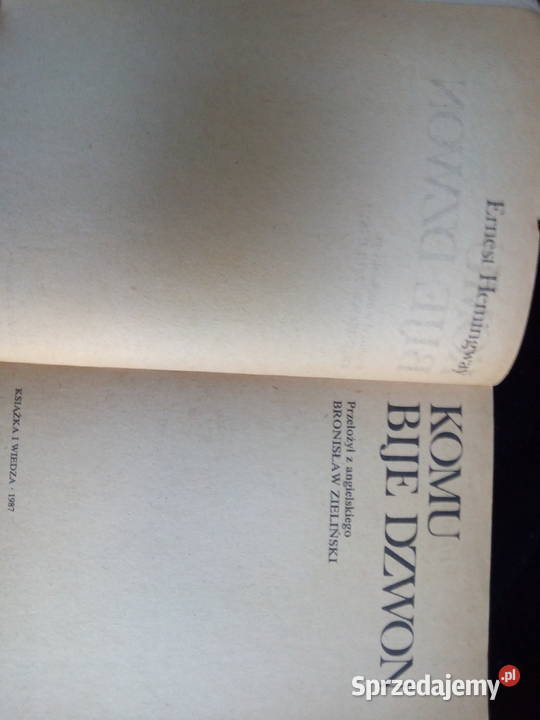 Ernest Hemingway
KOMU
BIJE DZWON
Przełożył z angielskiego
BRONISŁAW ZIELIŃSKI
KSIĄŻKA I WIEDZA · 1987
Sprzedajemy.pl